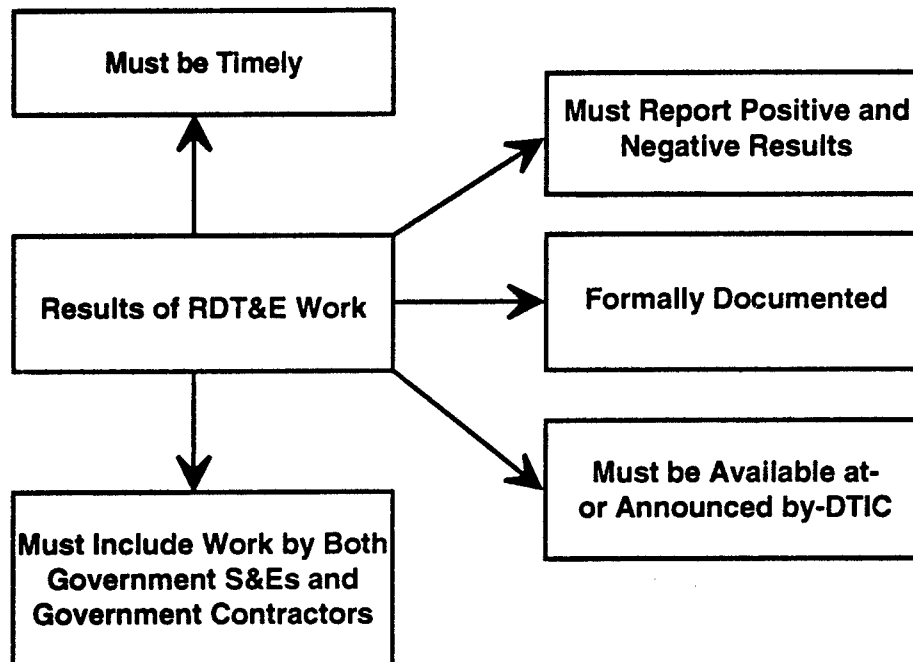 Must be Timely
Must Report Positive and
Negative Results
Results of RDT&E Work
Formally Documented
Must be Available at-
or Announced by-DTIC
Must Include Work by Both
Government S&Es and
Government Contractors